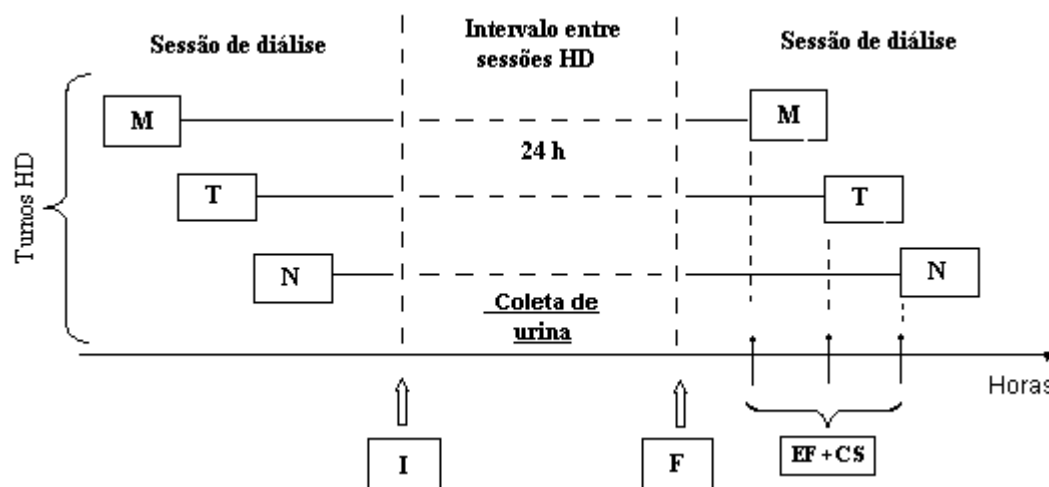 Sessão de diálise
Intervalo entre
sessões HD
Sessão de diálise
Turnos HD
M
M
24 h
T
T
N
N
Coleta de
urina
Horas
I
F
EF + CS